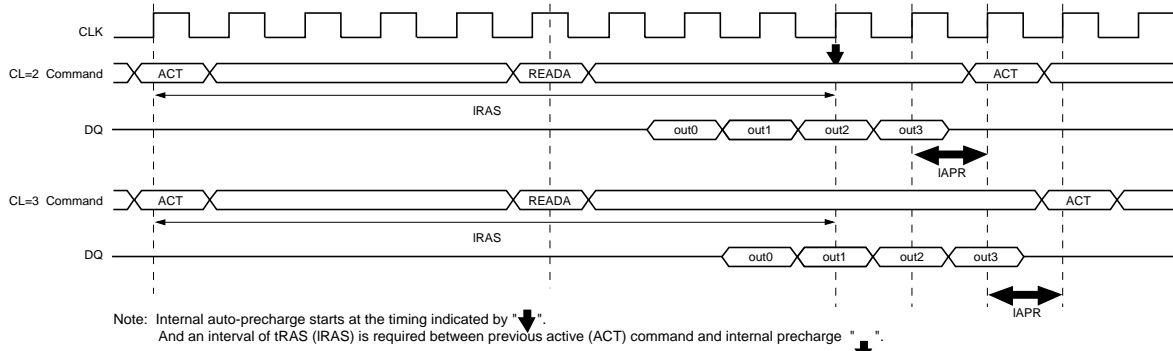 CLK
CL=2 Command ACT READA ACT
lRAS
DQ out0 out1 out2 out3
lAPR
CL=3 Command ACT READA ACT
lRAS
DQ out0 out1 out2 out3
lAPR
Note: Internal auto-precharge starts at the timing indicated by " ".
And an interval of tRAS (lRAS) is required between previous active (ACT) command and internal precharge " ".